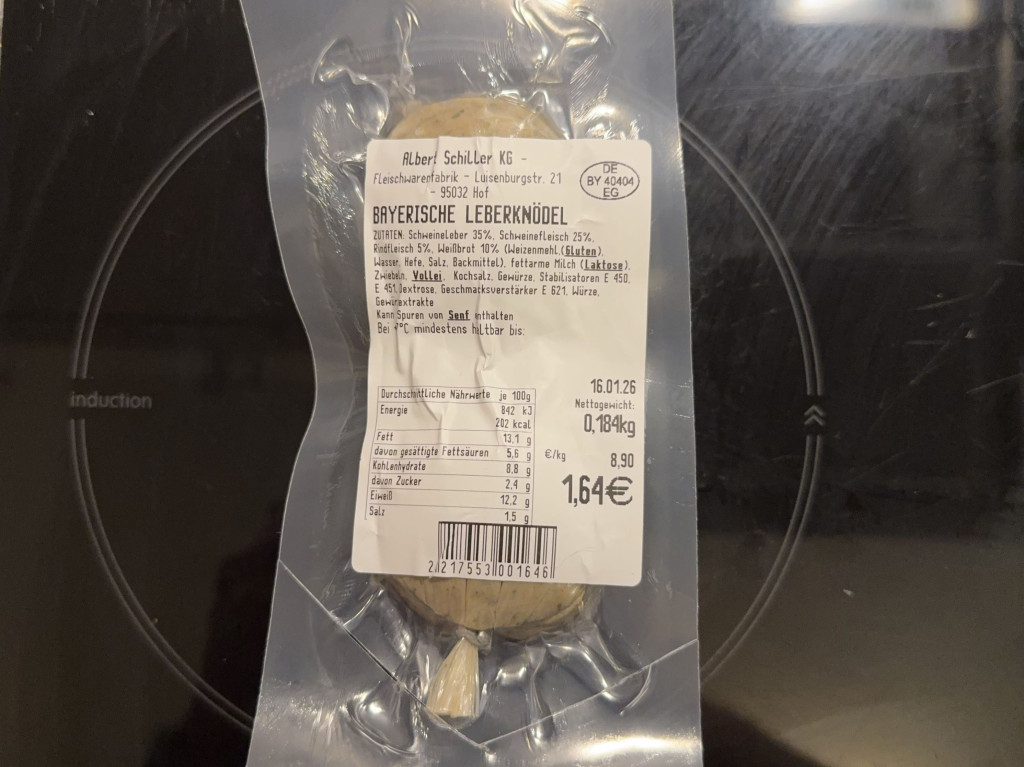 Albert Schiller KG -
Fleischwarenfabrik - Luisenburgstr. 21
- 95032 Hof
DE
BY 40404
EG
BAYERISCHE LEBERKNÖDEL
ZUTATEN: Schweineleber 35%, Schweinefleisch 25%,
Rindfleisch 5%, Weißbrot 10% (Weizenmehl,(Gluten),
Wasser, Hefe, Salz, Backmittel), fettarme Milch (Laktose),
Zwiebeln, Vollei, Kochsalz, Gewürze, Stabilisatoren E 450,
E 451, Dextrose, Geschmacksverstärker E 621, Würze,
Gewürzextrakte
Kann Spuren von Senf enthalten
Bei °C mindestens haltbar bis:
16.01.26
Nettogewicht:
0,184kg
€/kg 8,90
1,64€
Durchschnittliche Nährwerte je 100g
Energie 842 kJ
202 kcal
Fett 13,1 g
davon gesättigte Fettsäuren 5,6 g
Kohlenhydrate 8,8 g
davon Zucker 2,4 g
Eiweiß 12,2 g
Salz 1,5 g
2 217553 001646
induction